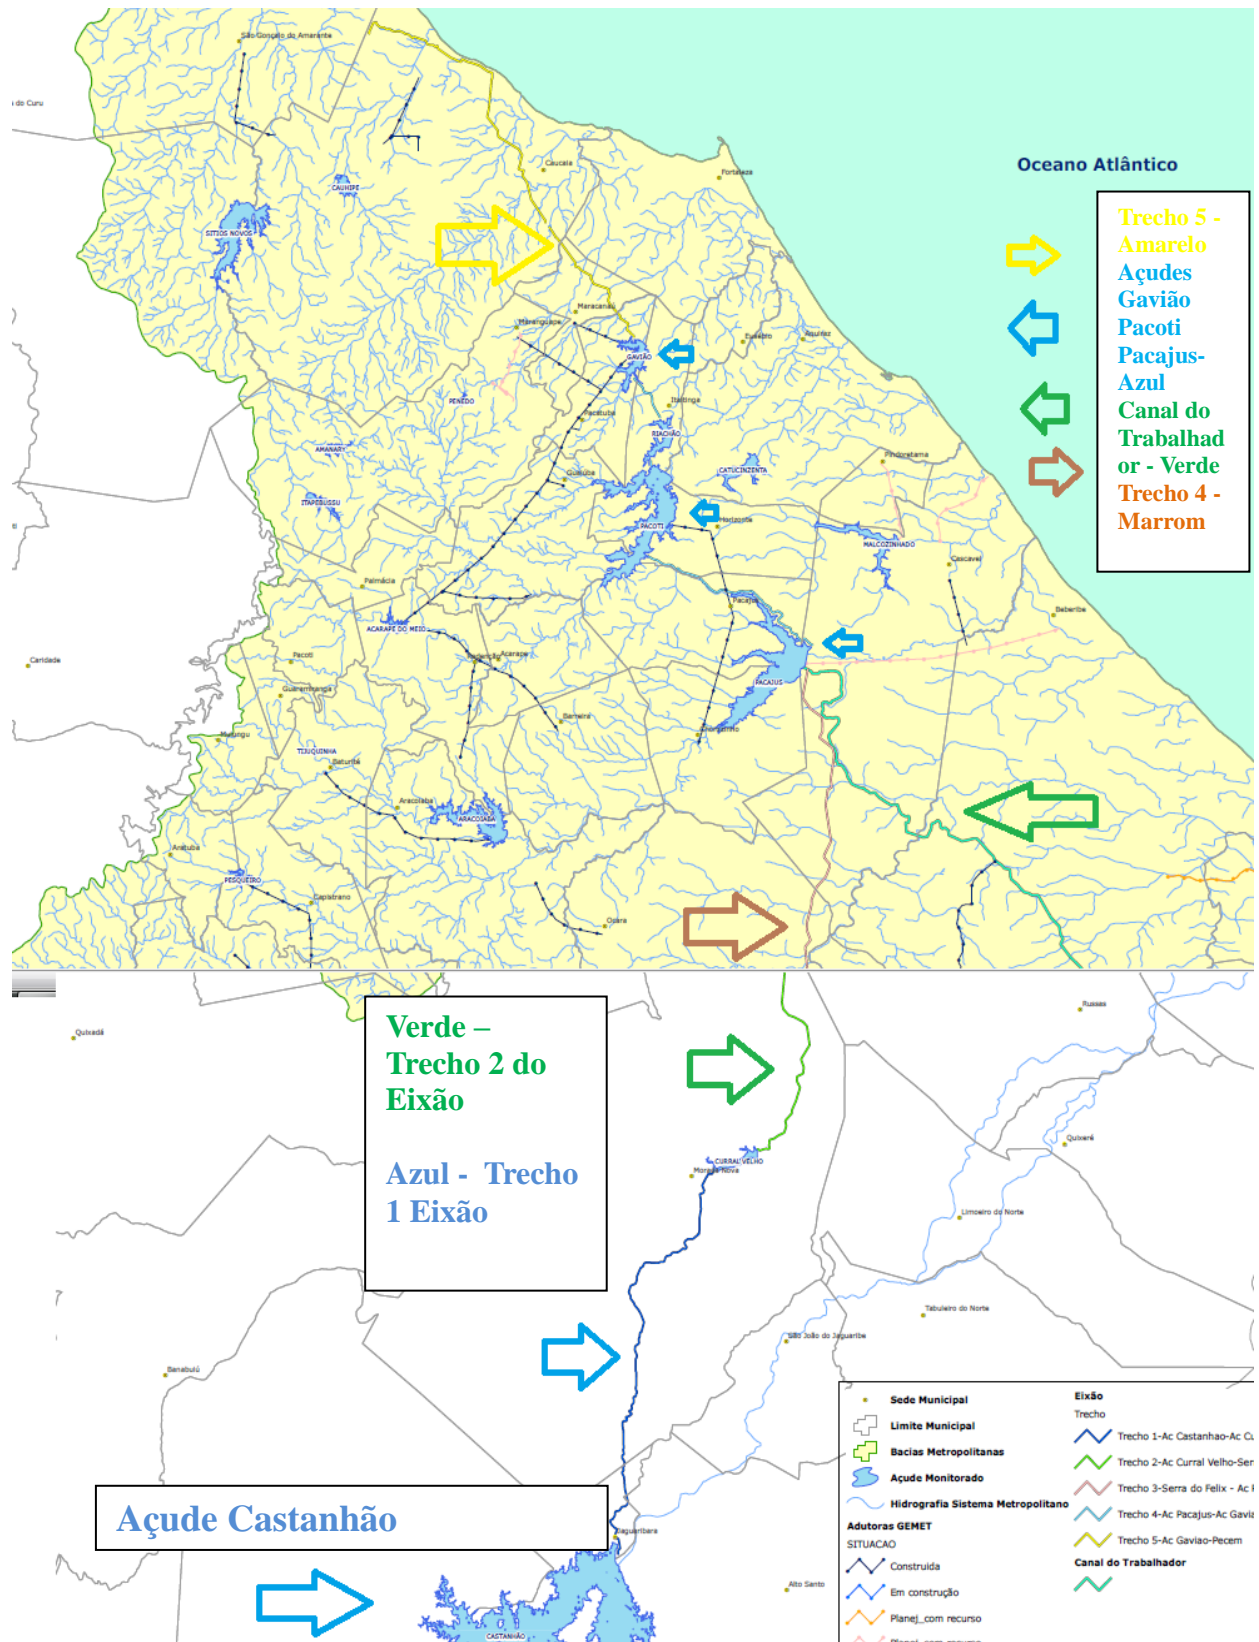 São Gonçalo do Amarante
do Curu
Oceano Atlântico
Caucaia
Fortaleza
CAUHIPE
SITIOS NOVOS
Trecho 5 -
Amarelo
Açudes
Gavião
Pacoti
Pacajus-
Azul
Canal do
Trabalhad
or - Verde
Trecho 4 -
Marrom
Maracanaú
Maranguape
Eusébio
Aquiraz
GAVIÃO
PENEDO
Itaitinga
Pacatuba
RIACHÃO
AMANARY
Guaiúba
CATUCINZENTA
Pindoretama
ITAPEBUSSU
PACOTI
Horizonte
MALCOZINHADO
Cascavel
Palmácia
Pacajus
Beberibe
ACARAPE DO MEIO
Caridade
Pacoti
Redenção
Acarape
PACAJUS
Guaramiranga
Barreira
Chorozinho
Mulungu
TIJUQUINHA
Baturité
Aracoiaba
ARACOIABA
Aratuba
PESQUEIRO
Capistrano
Ocara
Verde –
Trecho 2 do
Eixão
Azul - Trecho
1 Eixão
Quixadá
Russas
Quixeré
CURRAL VELHO
Morada Nova
Limoeiro do Norte
Tabuleiro do Norte
São João do Jaguaribe
Banabuiú
Açude Castanhão
Jaguaribara
Alto Santo
CASTANHÃO
Sede Municipal
Limite Municipal
Bacias Metropolitanas
Açude Monitorado
Hidrografia Sistema Metropolitano
Adutoras GEMET
SITUACAO
Construida
Em construção
Planej_com recurso
Planej_com recurso
Eixão
Trecho
Trecho 1-Ac Castanhao-Ac Cu
Trecho 2-Ac Curral Velho-Ser
Trecho 3-Serra do Felix - Ac P
Trecho 4-Ac Pacajus-Ac Gavia
Trecho 5-Ac Gaviao-Pecem
Canal do Trabalhador